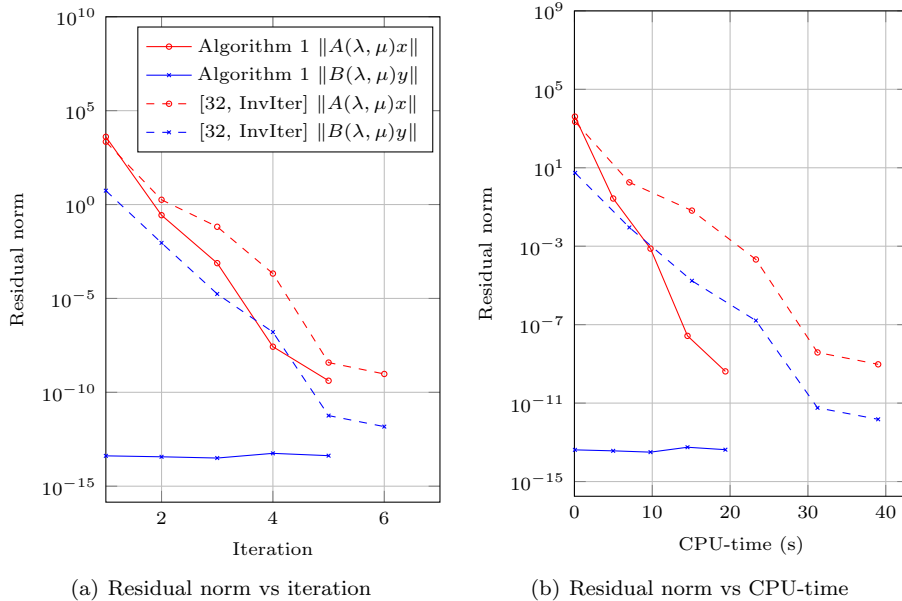 10^10
10^5
10^0
10^−5
10^−10
10^−15
Residual norm
2
4
6
Iteration
Algorithm 1 ‖A(λ, μ)x‖
Algorithm 1 ‖B(λ, μ)y‖
[32, InvIter] ‖A(λ, μ)x‖
[32, InvIter] ‖B(λ, μ)y‖
(a) Residual norm vs iteration
10^9
10^5
10^1
10^−3
10^−7
10^−11
10^−15
Residual norm
0
10
20
30
40
CPU-time (s)
(b) Residual norm vs CPU-time